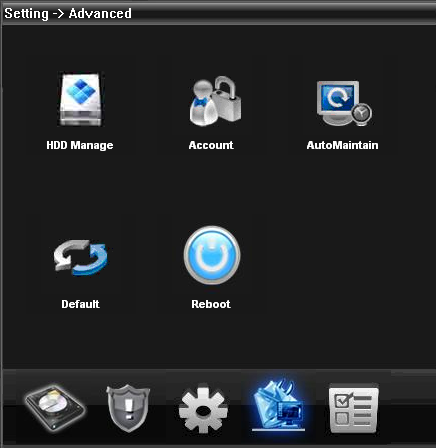 Setting -> Advanced
HDD Manage
Account
AutoMaintain
Default
Reboot